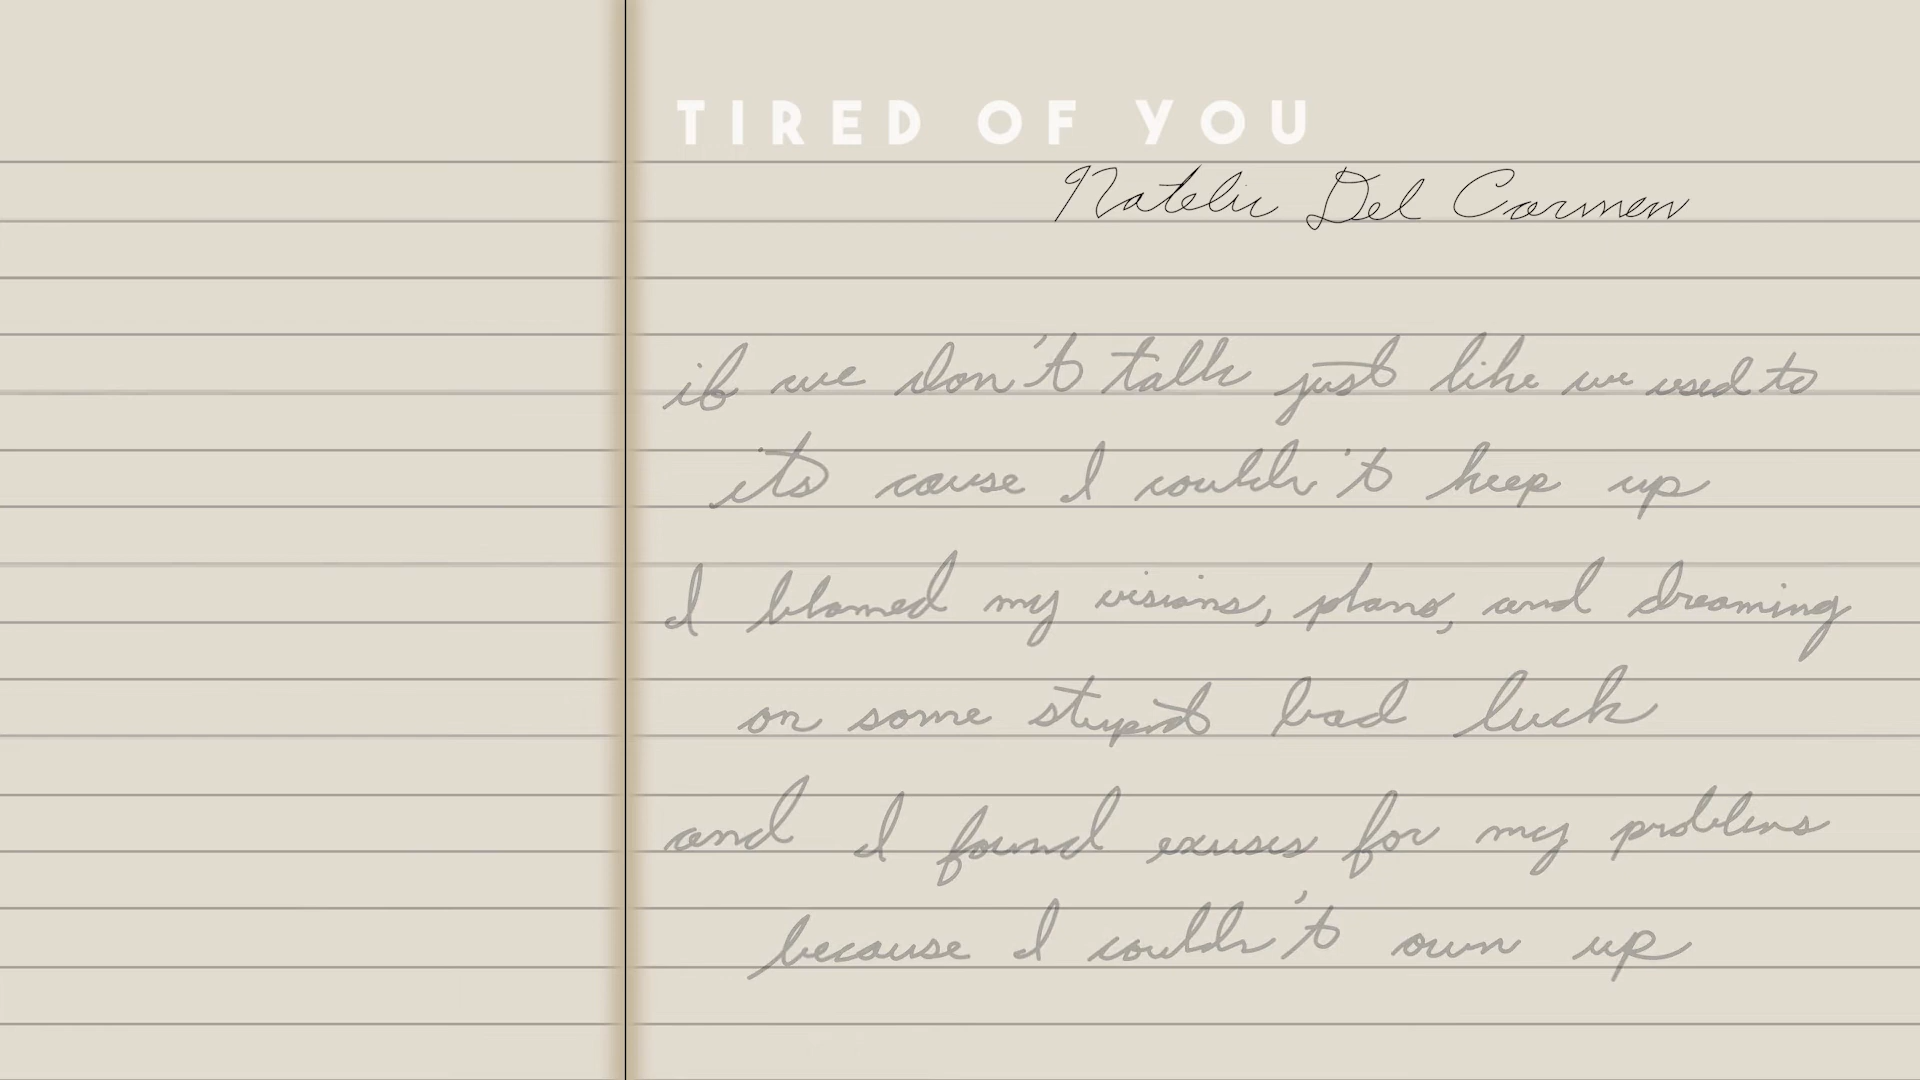 TIRED OF YOU
Natalie Del Carmen
if we don't talk just like we used to
its cause I couldn't keep up
I blamed my visions, plans, and dreaming
on some stupid bad luck
and I found exuses for my problems
because I couldn't own up